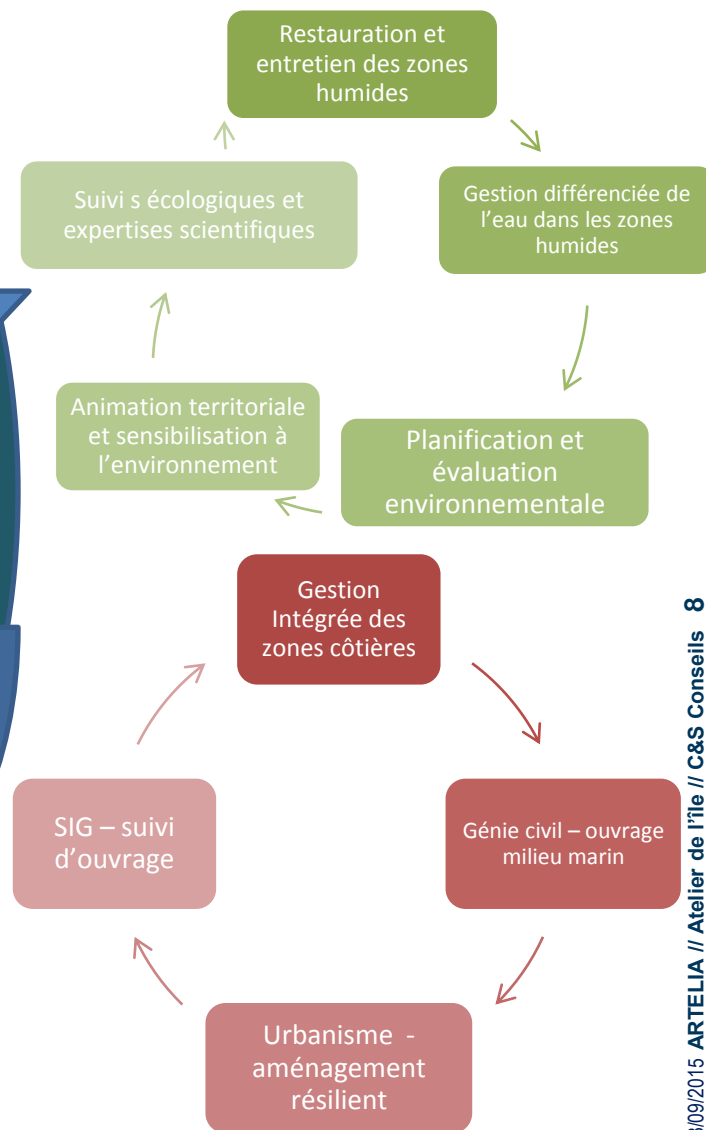 Restauration et
entretien des zones
humides
Gestion différenciée de
l'eau dans les zones
humides
Planification et
évaluation
environnementale
Animation territoriale
et sensibilisation à
l'environnement
Suivi s écologiques et
expertises scientifiques
Gestion
Intégrée des
zones côtières
Génie civil – ouvrage
milieu marin
Urbanisme -
aménagement
résilient
SIG – suivi
d'ouvrage
/09/2015 ARTELIA // Atelier de l'île // C&S Conseils 8